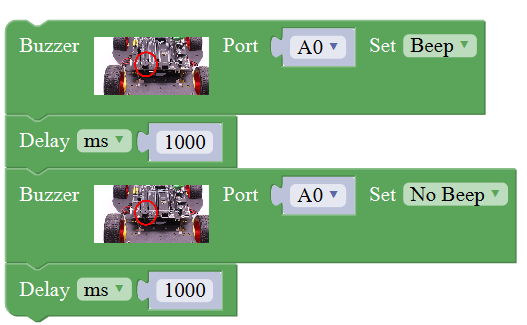 Buzzer Port A0 Set Beep
Delay ms 1000
Buzzer Port A0 Set No Beep
Delay ms 1000